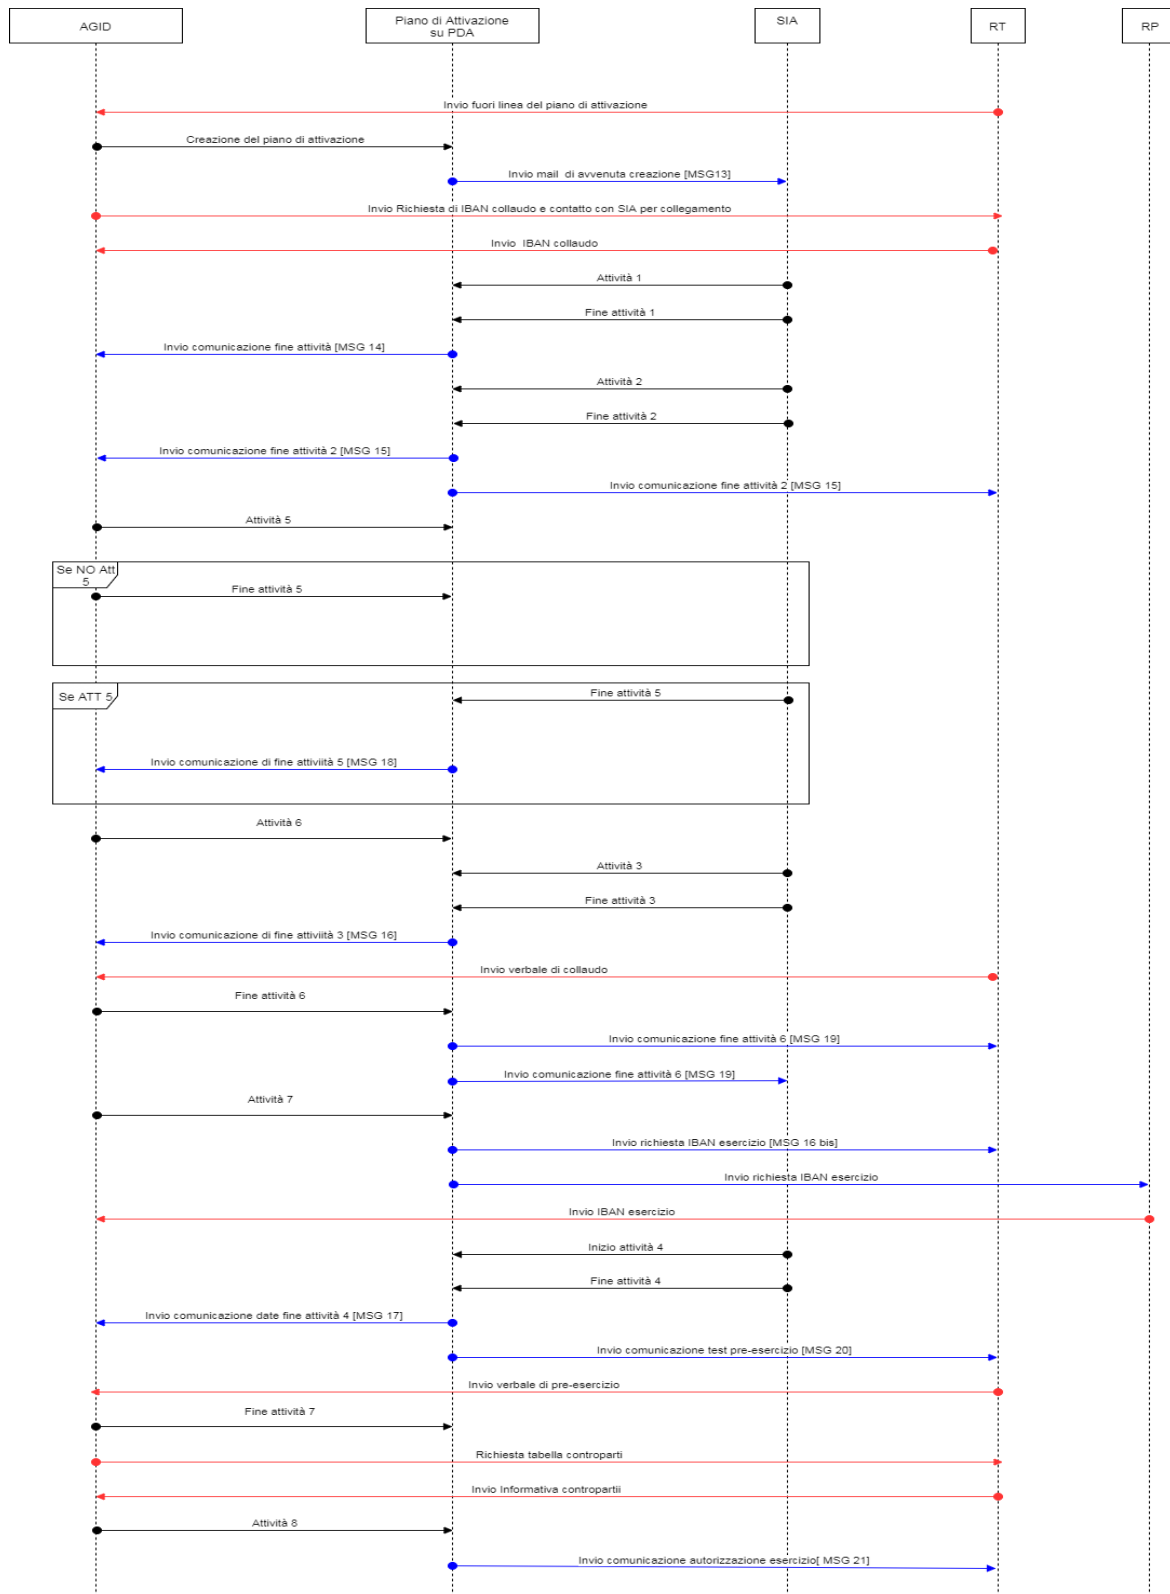 AGID
Piano di Attivazione
su PDA
SIA
RT
RP
Invio fuori linea del piano di attivazione
Creazione del piano di attivazione
Invio mail di avvenuta creazione [MSG13]
Invio Richiesta di IBAN collaudo e contatto con SIA per collegamento
Invio IBAN collaudo
Attività 1
Fine attività 1
Invio comunicazione fine attività [MSG 14]
Attività 2
Fine attività 2
Invio comunicazione fine attività 2 [MSG 15]
Invio comunicazione fine attività 2 [MSG 15]
Attività 5
Se NO Att
5
Fine attività 5
Se ATT 5
Fine attività 5
Invio comunicazione di fine attiviità 5 [MSG 18]
Attività 6
Attività 3
Fine attività 3
Invio comunicazione di fine attiviità 3 [MSG 16]
Invio verbale di collaudo
Fine attività 6
Invio comunicazione fine attività 6 [MSG 19]
Invio comunicazione fine attività 6 [MSG 19]
Attività 7
Invio richiesta IBAN esercizio [MSG 16 bis]
Invio richiesta IBAN esercizio
Invio IBAN esercizio
Inizio attività 4
Fine attività 4
Invio comunicazione date fine attività 4 [MSG 17]
Invio comunicazione test pre-esercizio [MSG 20]
Invio verbale di pre-esercizio
Fine attività 7
Richiesta tabella controparti
Invio Informativa contropartii
Attività 8
Invio comunicazione autorizzazione esercizio[ MSG 21]